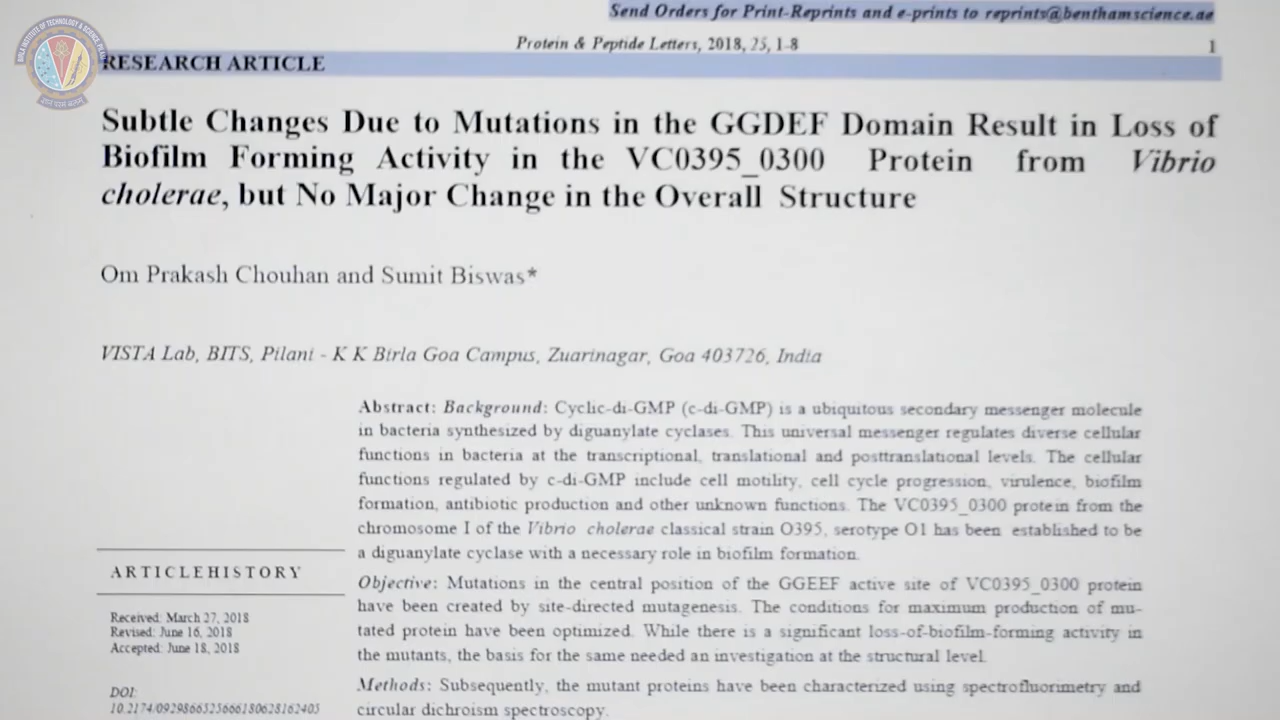 Send Orders for Print-Reprints and e-prints to reprints@benthamscience.ae
Protein & Peptide Letters, 2018, 25, 1-8
1
RESEARCH ARTICLE
Subtle Changes Due to Mutations in the GGDEF Domain Result in Loss of
Biofilm Forming Activity in the VC0395_0300 Protein from Vibrio
cholerae, but No Major Change in the Overall Structure
Om Prakash Chouhan and Sumit Biswas*
VISTA Lab, BITS, Pilani - K K Birla Goa Campus, Zuarinagar, Goa 403726, India
Abstract: Background: Cyclic-di-GMP (c-di-GMP) is a ubiquitous secondary messenger molecule
in bacteria synthesized by diguanylate cyclases. This universal messenger regulates diverse cellular
functions in bacteria at the transcriptional, translational and posttranslational levels. The cellular
functions regulated by c-di-GMP include cell motility, cell cycle progression, virulence, biofilm
formation, antibiotic production and other unknown functions. The VC0395_0300 protein from the
chromosome I of the Vibrio cholerae classical strain O395, serotype O1 has been established to be
a diguanylate cyclase with a necessary role in biofilm formation.
Objective: Mutations in the central position of the GGEEF active site of VC0395_0300 protein
have been created by site-directed mutagenesis. The conditions for maximum production of mu-
tated protein have been optimized. While there is a significant loss-of-biofilm-forming activity in
the mutants, the basis for the same needed an investigation at the structural level.
Methods: Subsequently, the mutant proteins have been characterized using spectrofluorimetry and
circular dichroism spectroscopy.
ARTICLEHISTORY
Received: March 27, 2018
Revised: June 16, 2018
Accepted: June 18, 2018
DOI:
10.2174/0929866525666180628162405